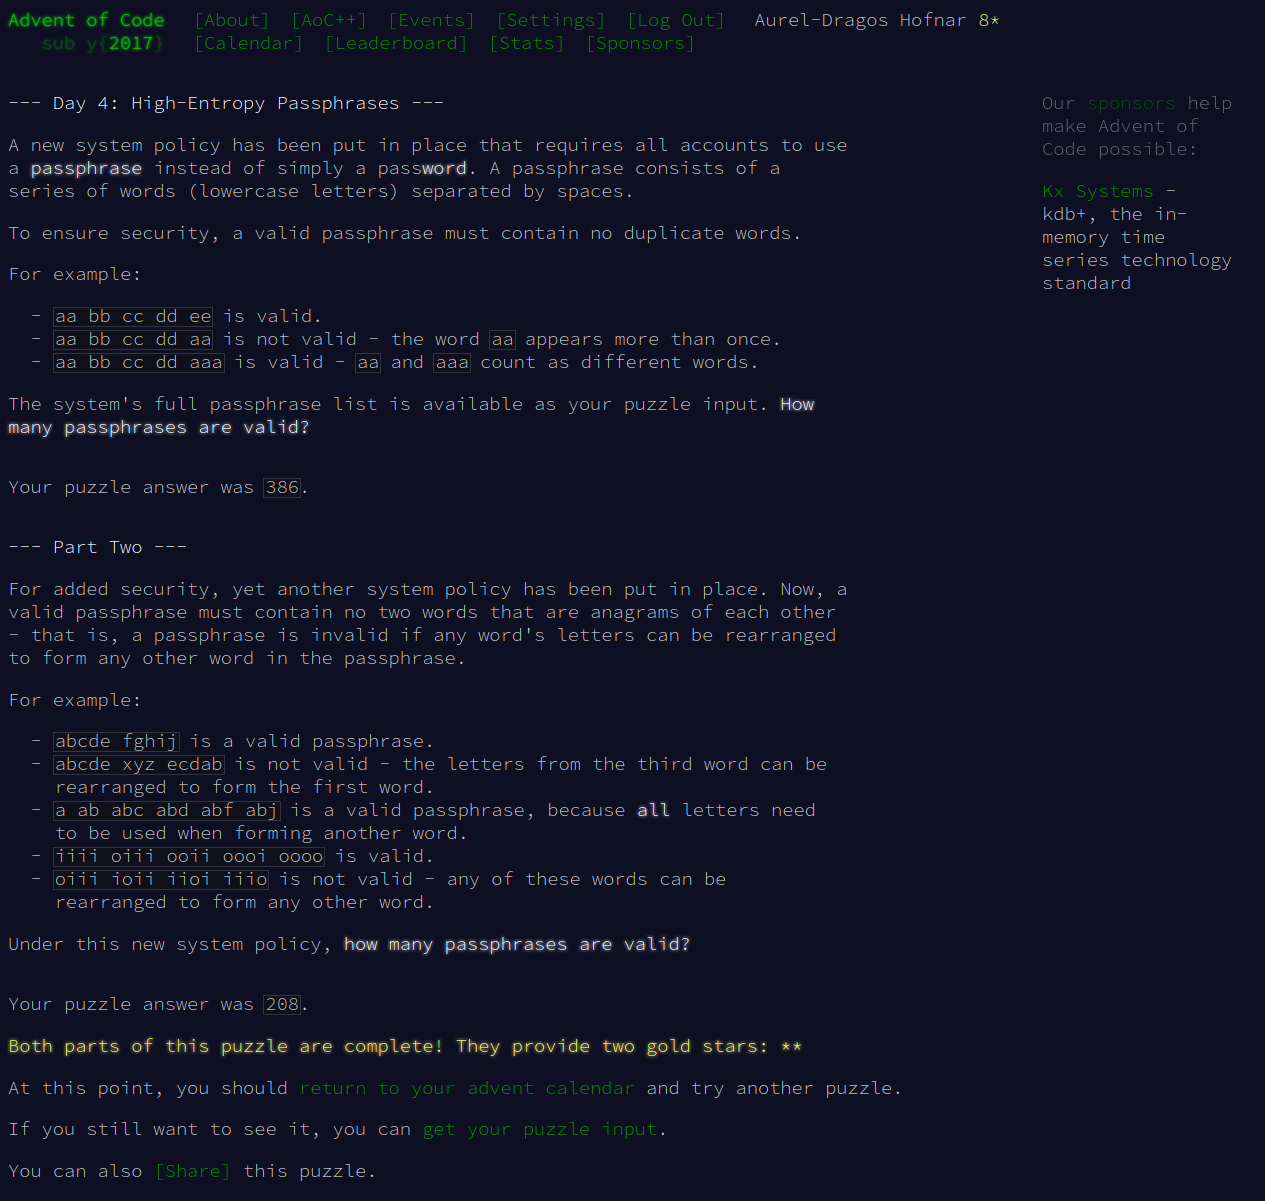 Advent of Code [About] [AoC++] [Events] [Settings] [Log Out] Aurel-Dragos Hofnar 8*
sub y{2017} [Calendar] [Leaderboard] [Stats] [Sponsors]
--- Day 4: High-Entropy Passphrases ---
A new system policy has been put in place that requires all accounts to use
a passphrase instead of simply a password. A passphrase consists of a
series of words (lowercase letters) separated by spaces.
To ensure security, a valid passphrase must contain no duplicate words.
For example:
- aa bb cc dd ee is valid.
- aa bb cc dd aa is not valid - the word aa appears more than once.
- aa bb cc dd aaa is valid - aa and aaa count as different words.
The system's full passphrase list is available as your puzzle input. How
many passphrases are valid?
Your puzzle answer was 386.
--- Part Two ---
For added security, yet another system policy has been put in place. Now, a
valid passphrase must contain no two words that are anagrams of each other
- that is, a passphrase is invalid if any word's letters can be rearranged
to form any other word in the passphrase.
For example:
- abcde fghij is a valid passphrase.
- abcde xyz ecdab is not valid - the letters from the third word can be
rearranged to form the first word.
- a ab abc abd abf abj is a valid passphrase, because all letters need
to be used when forming another word.
- iiii oiii ooii oooi oooo is valid.
- oiii ioii iioi iiio is not valid - any of these words can be
rearranged to form any other word.
Under this new system policy, how many passphrases are valid?
Your puzzle answer was 208.
Both parts of this puzzle are complete! They provide two gold stars: **
At this point, you should return to your advent calendar and try another puzzle.
If you still want to see it, you can get your puzzle input.
You can also [Share] this puzzle.
Our sponsors help
make Advent of
Code possible:
Kx Systems -
kdb+, the in-
memory time
series technology
standard